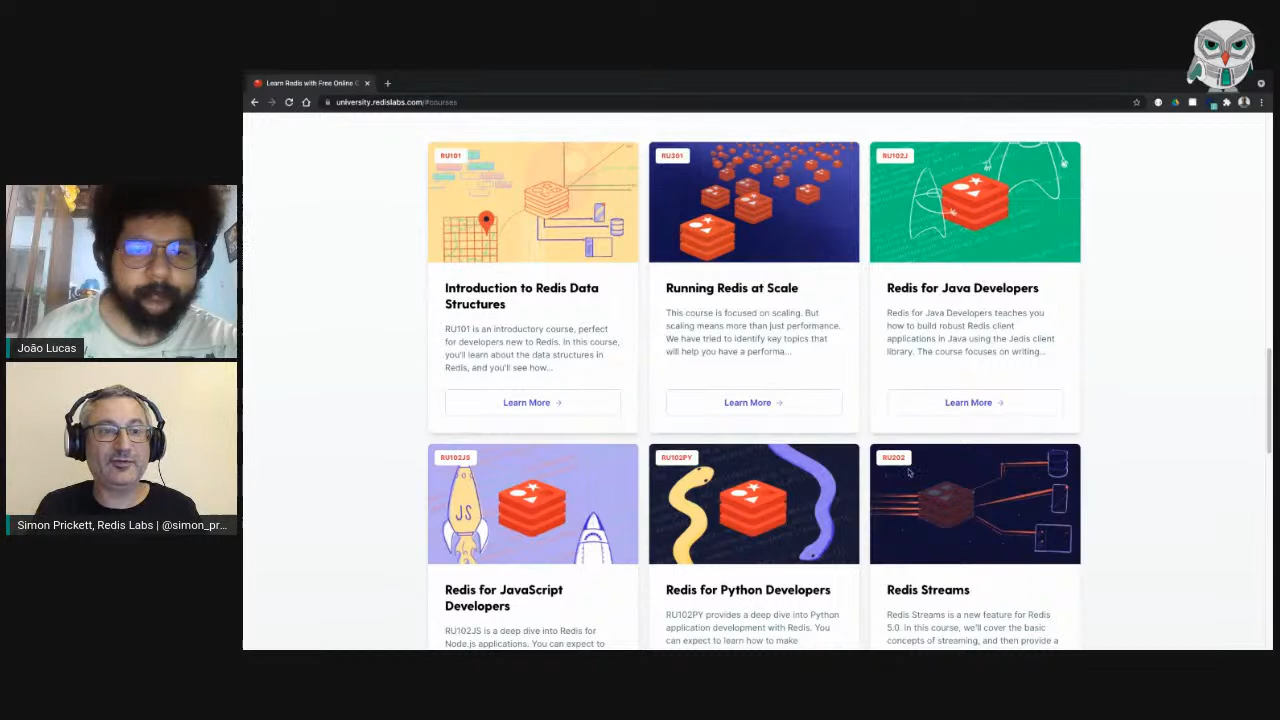 Learn Redis with Free Online C
university.redislabs.com/#courses
RU101
Introduction to Redis Data
Structures
RU101 is an introductory course, perfect
for developers new to Redis. In this course,
you'll learn about the data structures in
Redis, and you'll see how...
Learn More
RU301
Running Redis at Scale
This course is focused on scaling. But
scaling means more than just performance.
We have tried to identify key topics that
will help you have a performa...
Learn More
RU102J
Redis for Java Developers
Redis for Java Developers teaches you
how to build robust Redis client
applications in Java using the Jedis client
library. The course focuses on writing...
Learn More
RU102JS
JS
Redis for JavaScript
Developers
RU102JS is a deep dive into Redis for
Node.js applications. You can expect to
RU102PY
Redis for Python Developers
RU102PY provides a deep dive into Python
application development with Redis. You
can expect to learn how to make
RU202
Redis Streams
Redis Streams is a new feature for Redis
5.0. In this course, we'll cover the basic
concepts of streaming, and then provide a
João Lucas
Simon Prickett, Redis Labs | @simon_pr...